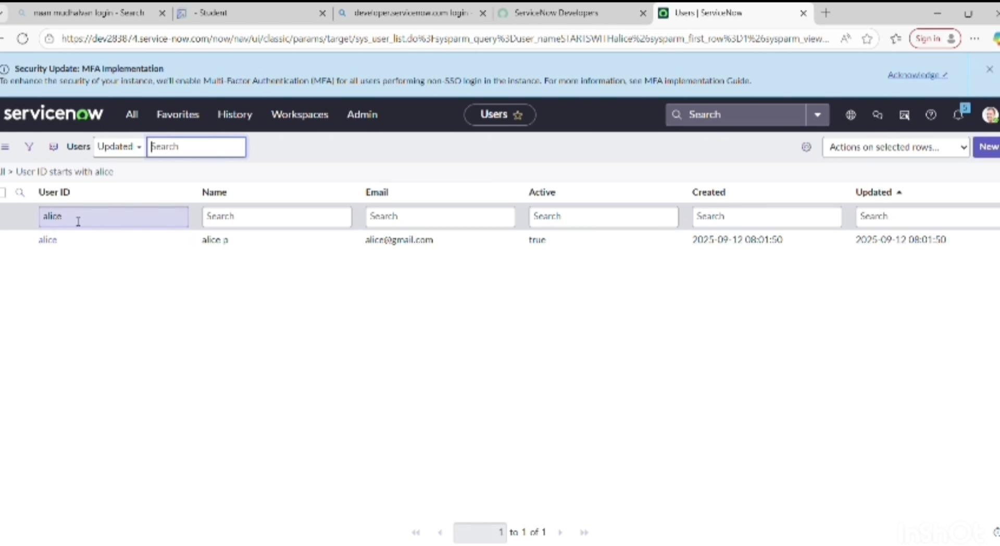 naan mudhalvan login - Search
- Student
developer.servicenow.com login -
ServiceNow Developers
Users | ServiceNow
https://dev283874.service-now.com/now/nav/ui/classic/params/target/sys_user_list.do%3Fsysparm_query%3Duser_nameSTARTSWITHalice%26sysparm_first_row%3D1%26sysparm_view...
Sign in
Security Update: MFA Implementation
To enhance the security of your instance, we'll enable Multi-Factor Authentication (MFA) for all users performing non-SSO login in the instance. For more information, see MFA implementation Guide.
Acknowledge
servicenow
All
Favorites
History
Workspaces
Admin
Users
Search
5
Users
Updated
Search
Actions on selected rows...
New
> User ID starts with alice
User ID
Name
Email
Active
Created
Updated
alice
Search
Search
Search
Search
Search
alice
alice p
alice@gmail.com
true
2025-09-12 08:01:50
2025-09-12 08:01:50
1 to 1 of 1
InShOt